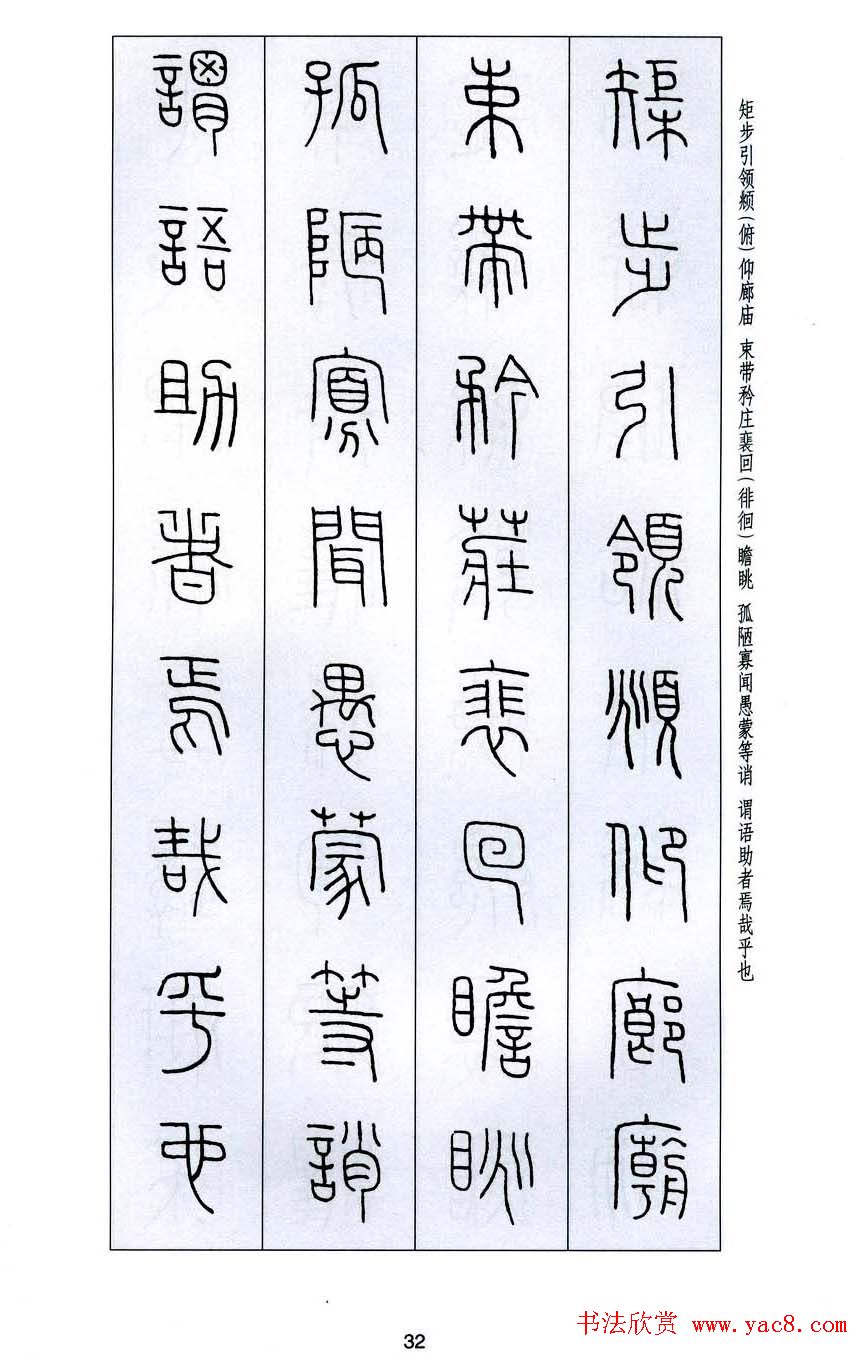 榘步引領頫仰廊廟
束帶矜莊裵回瞻眺
孤陋寡聞愚蒙等誚
謂語助者焉哉乎也
矩步引领頫(俯)仰廊庙 束带矜庄裵回(徘徊)瞻眺 孤陋寡闻愚蒙等诮 谓语助者焉哉乎也
32
书法欣赏 www.yac8.com